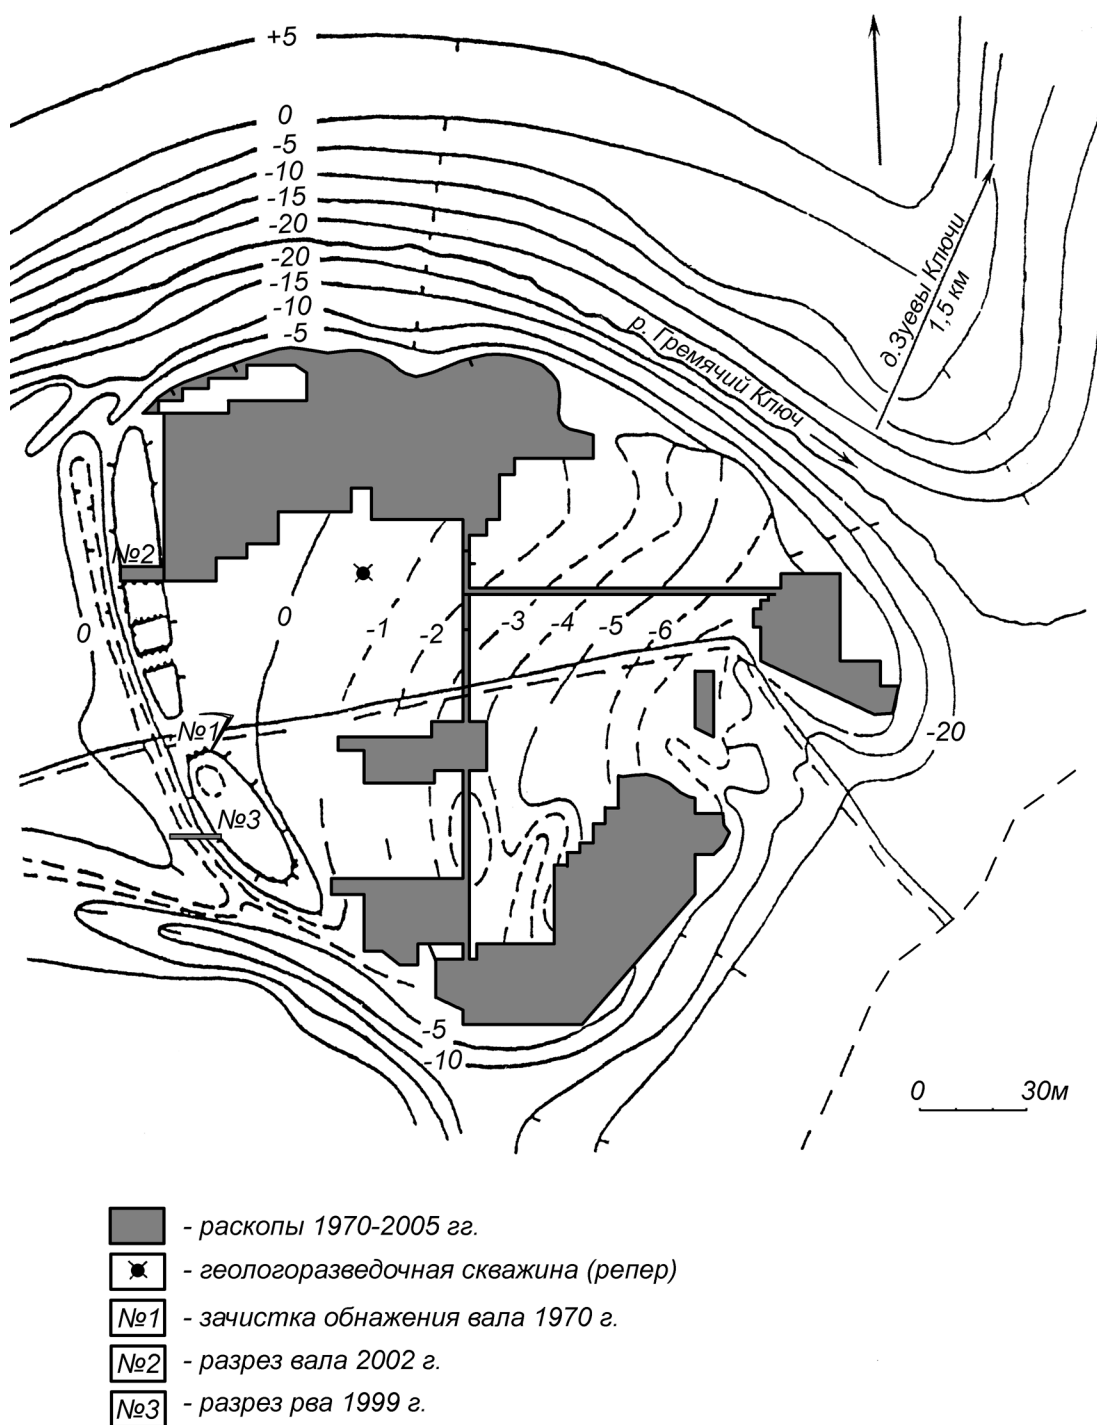 +5
0
-5
-10
-15
-20
-20
-15
-10
-5
д.Зуевы Ключи
1,5 км
р. Гремячий Ключ
№2
0
0
-1
-2
-3
-4
-5
-6
№1
-20
№3
-5
-10
0 30м
- раскопы 1970-2005 гг.
- геологоразведочная скважина (репер)
№1 - зачистка обнажения вала 1970 г.
№2 - разрез вала 2002 г.
№3 - разрез рва 1999 г.